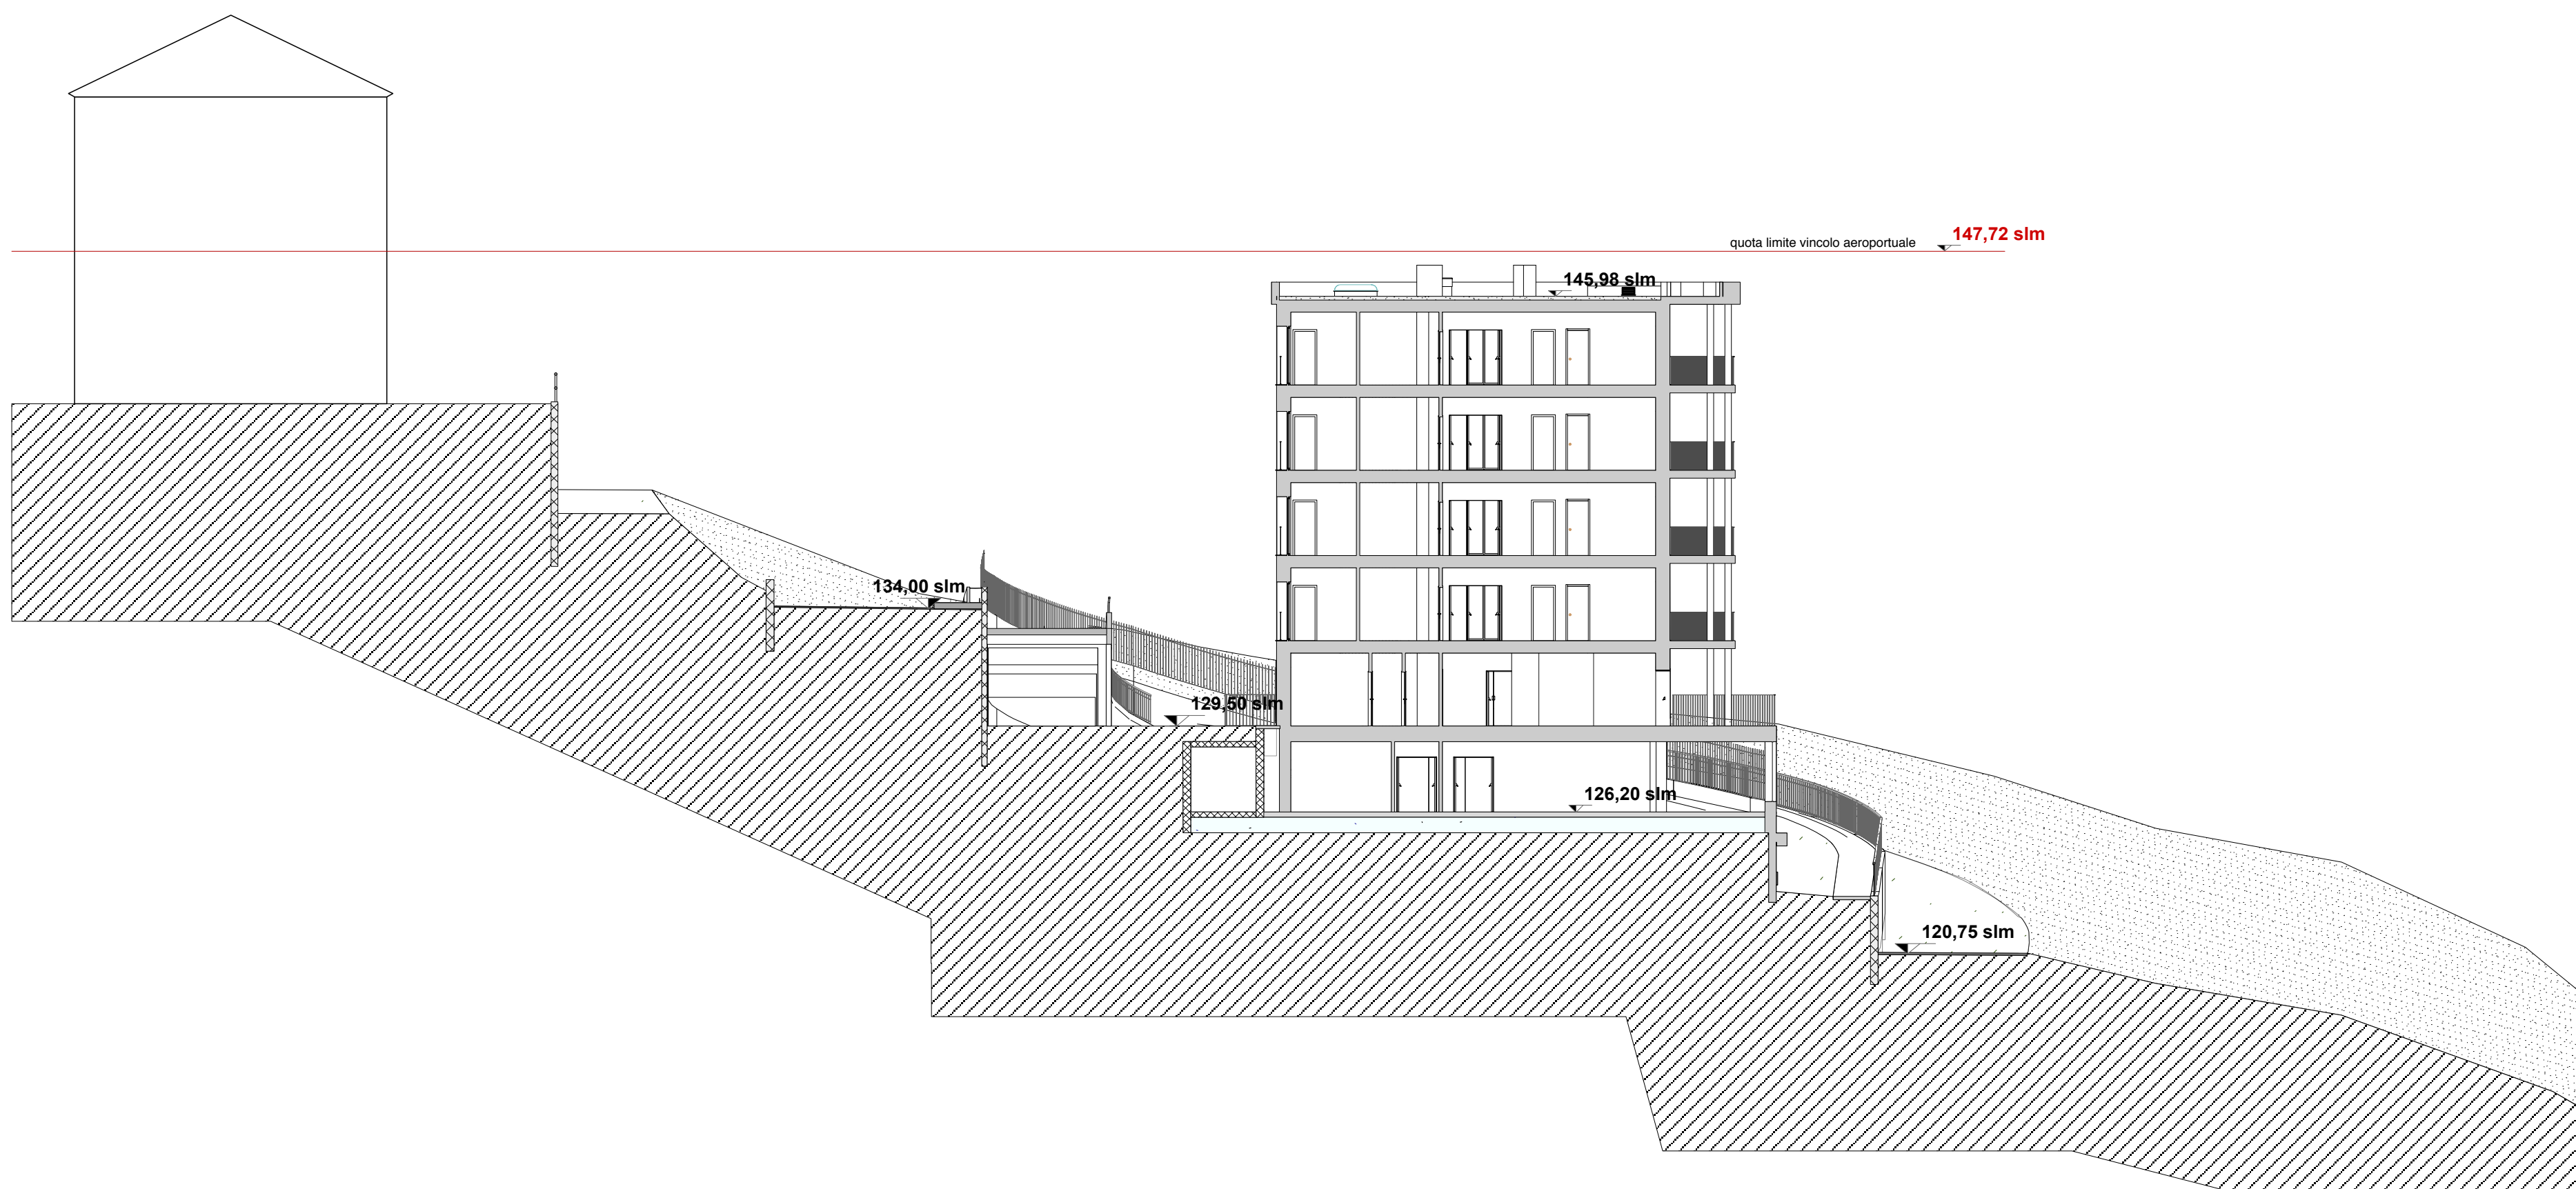 147,72 slm
quota limite vincolo aeroportuale
145,98 slm
134,00 slm
129,50 slm
126,20 slm
120,75 slm